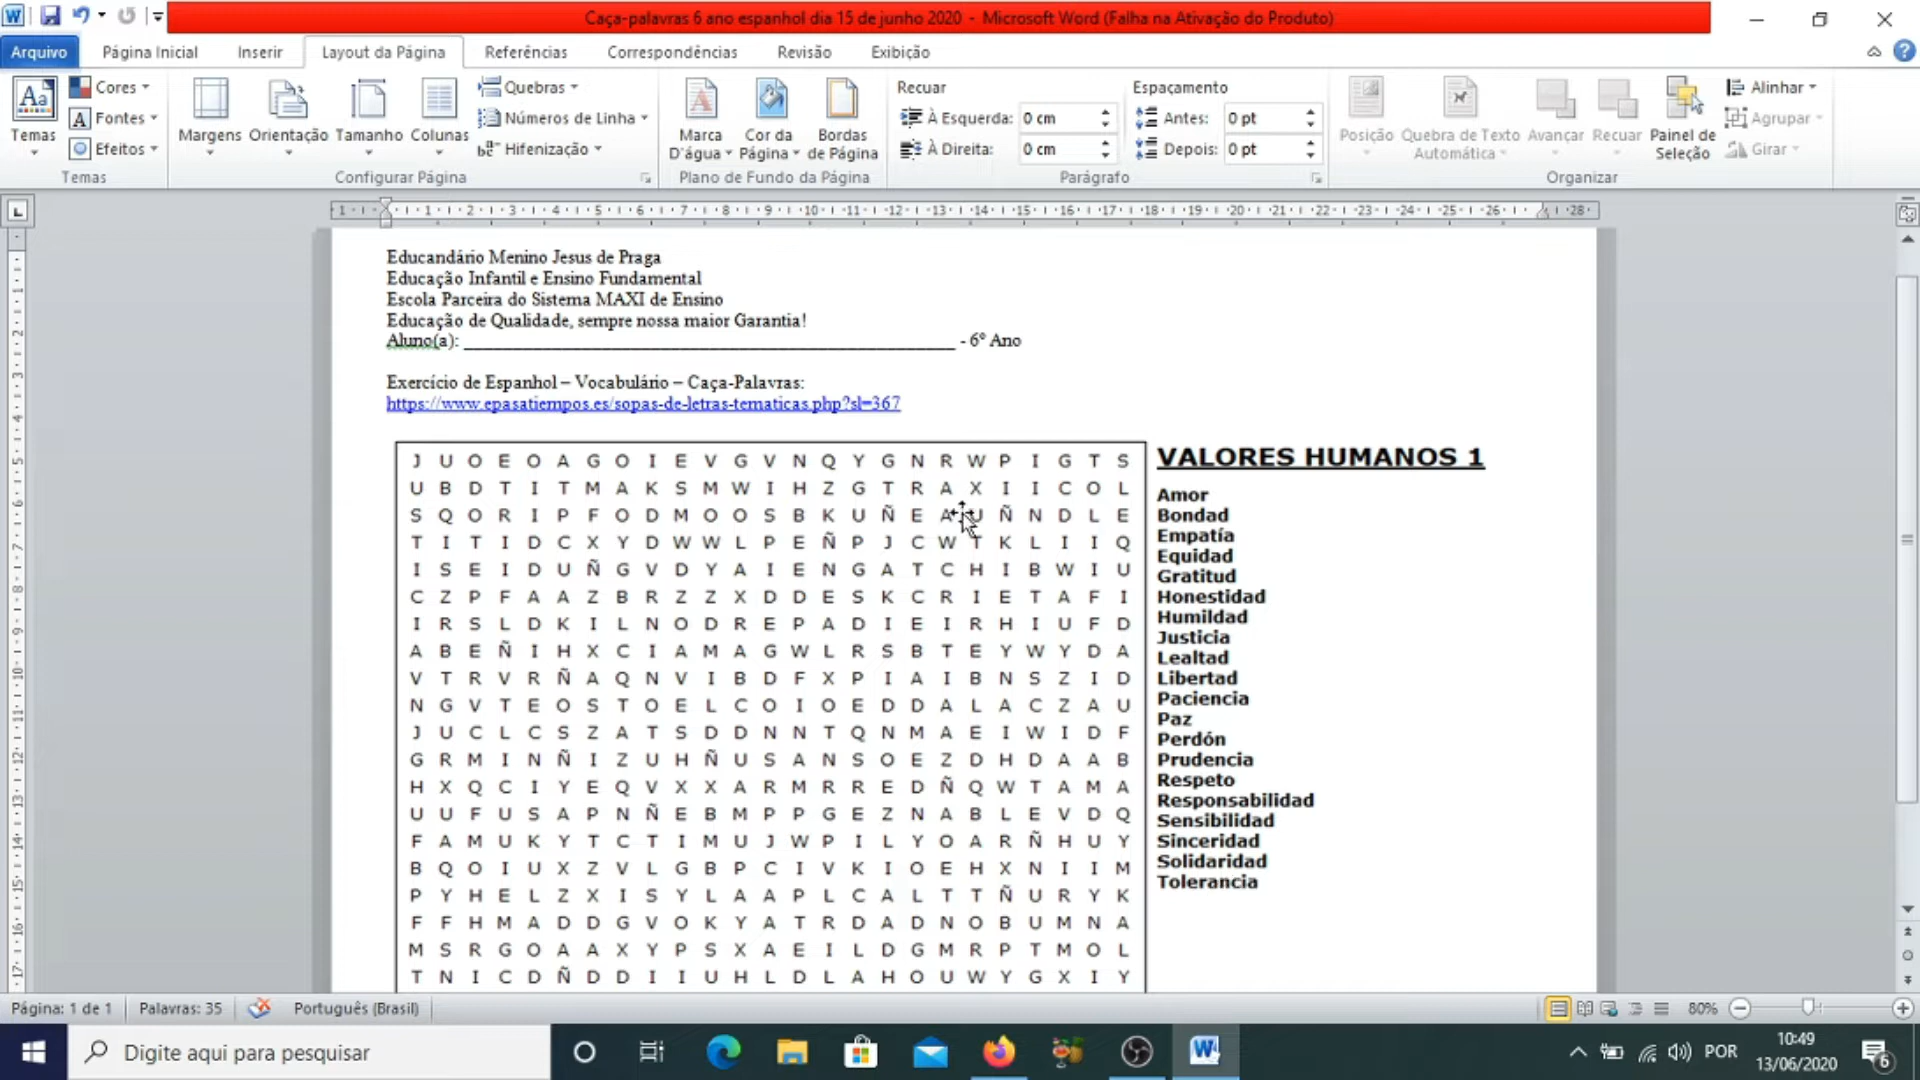 Caça-palavras 6 ano espanhol dia 15 de junho 2020 - Microsoft Word (Falha na Ativação do Produto)
Arquivo Página Inicial Inserir Layout da Página Referências Correspondências Revisão Exibição
Temas Cores Fontes Efeitos
Margens Orientação Tamanho Colunas
Quebras
Números de Linha
Hifenização
Marca D'água Cor da Página Bordas de Página
Recuar
À Esquerda: 0 cm
À Direita: 0 cm
Espaçamento
Antes: 0 pt
Depois: 0 pt
Posição Quebra de Texto Automática Avançar Recuar Painel de Seleção
Alinhar
Agrupar
Girar
Temas Configurar Página Plano de Fundo da Página Parágrafo Organizar
Educandário Menino Jesus de Praga
Educação Infantil e Ensino Fundamental
Escola Parceira do Sistema MAXI de Ensino
Educação de Qualidade, sempre nossa maior Garantia!
Aluno(a): ______________________________ - 6º Ano
Exercício de Espanhol – Vocabulário – Caça-Palavras:
https://www.epasatiempos.es/sopas-de-letras-tematicas.php?sl=367
J U O E O A G O I E V G V N Q Y G N R W P I G T S
U B D T I T M A K S M W I H Z G T R A X I I C O L
S Q O R I P F O D M O O S B K U Ñ E A U Ñ N D L E
T I T I D C X Y D W W L P E Ñ P J C W T K L I I Q
I S E I D U Ñ G V D Y A I E N G A T C H I B W I U
C Z P F A A Z B R Z Z X D D E S K C R I E T A F I
I R S L D K I L N O D R E P A D I E I R H I U F D
A B E Ñ I H X C I A M A G W L R S B T E Y W Y D A
V T R V R Ñ A Q N V I B D F X P I A I B N S Z I D
N G V T E O S T O E L C O I O E D D A L A C Z A U
J U C L C S Z A T S D D N N T Q N M A E I W I D F
G R M I N Ñ I Z U H Ñ U S A N S O E Z D H D A A B
H X Q C I Y E Q V X X A R M R R E D Ñ Q W T A M A
U U F U S A P N Ñ E B M P P G E Z N A B L E V D Q
F A M U K Y T C T I M U J W P I L Y O A R Ñ H U Y
B Q O I U X Z V L G B P C I V K I O E H X N I I M
P Y H E L Z X I S Y L A A P L C A L T T Ñ U R Y K
F F H M A D D G V O K Y A T R D A D N O B U M N A
M S R G O A A X Y P S X A E I L D G M R P T M O L
T N I C D Ñ D D I I U H L D L A H O U W Y G X I Y
VALORES HUMANOS 1
Amor
Bondad
Empatía
Equidad
Gratitud
Honestidad
Humildad
Justicia
Lealtad
Libertad
Paciencia
Paz
Perdón
Prudencia
Respeto
Responsabilidad
Sensibilidad
Sinceridad
Solidaridad
Tolerancia
Página: 1 de 1 Palavras: 35 Português (Brasil) 80%
Digite aqui para pesquisar
POR
10:49
13/06/2020
6